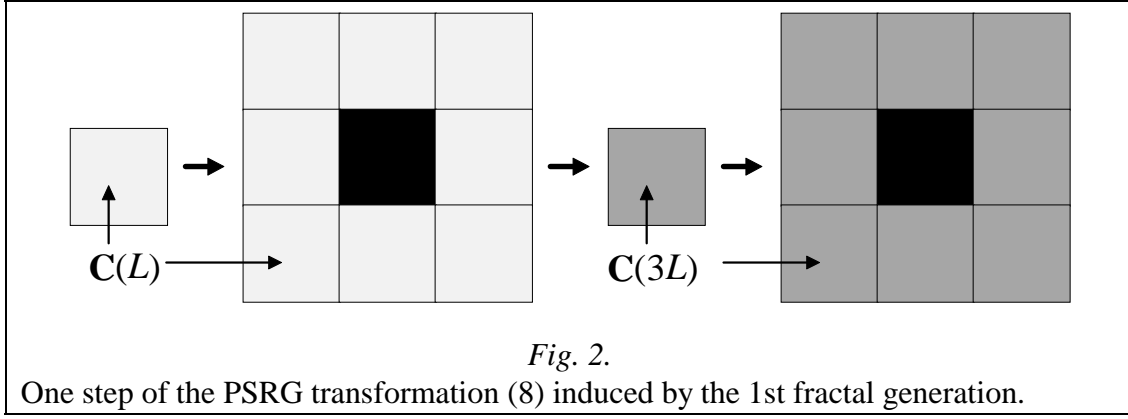 C(L)
C(3L)
Fig. 2.
One step of the PSRG transformation (8) induced by the 1st fractal generation.